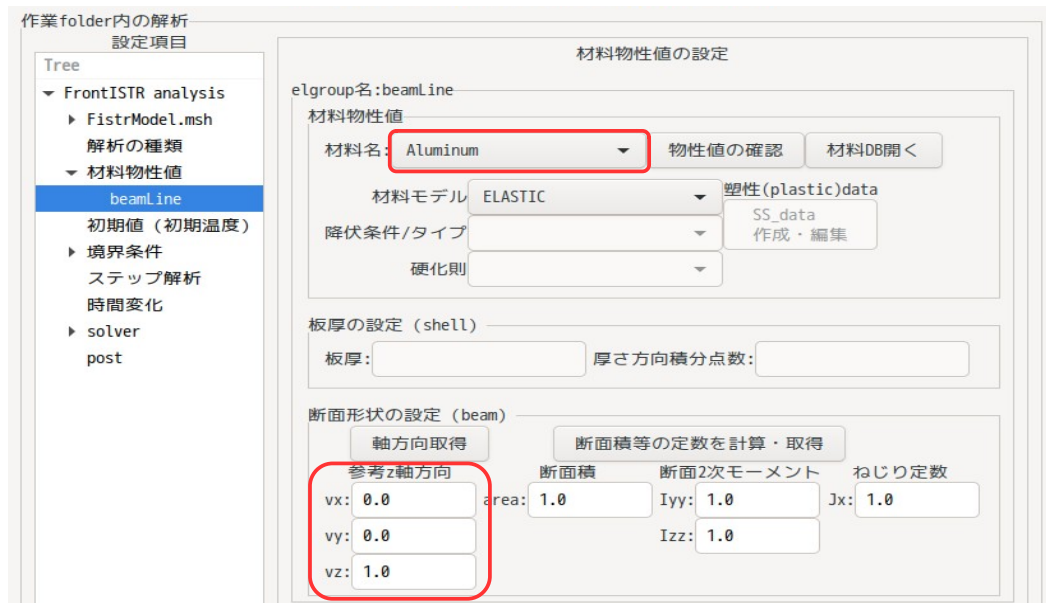 作業folder内の解析
設定項目
Tree
FrontISTR analysis
FistrModel.msh
解析の種類
材料物性値
beamLine
初期値 (初期温度)
境界条件
ステップ解析
時間変化
solver
post
材料物性値の設定
elgroup名:beamLine
材料物性値
材料名: Aluminum 物性値の確認 材料DB開く
材料モデル ELASTIC 塑性(plastic)data
降伏条件/タイプ SS_data
作成・編集
硬化則
板厚の設定 (shell)
板厚: 厚さ方向積分点数:
断面形状の設定 (beam)
軸方向取得 断面積等の定数を計算・取得
参考z軸方向 断面積 断面2次モーメント ねじり定数
vx: 0.0 area: 1.0 Iyy: 1.0 Jx: 1.0
vy: 0.0 Izz: 1.0
vz: 1.0